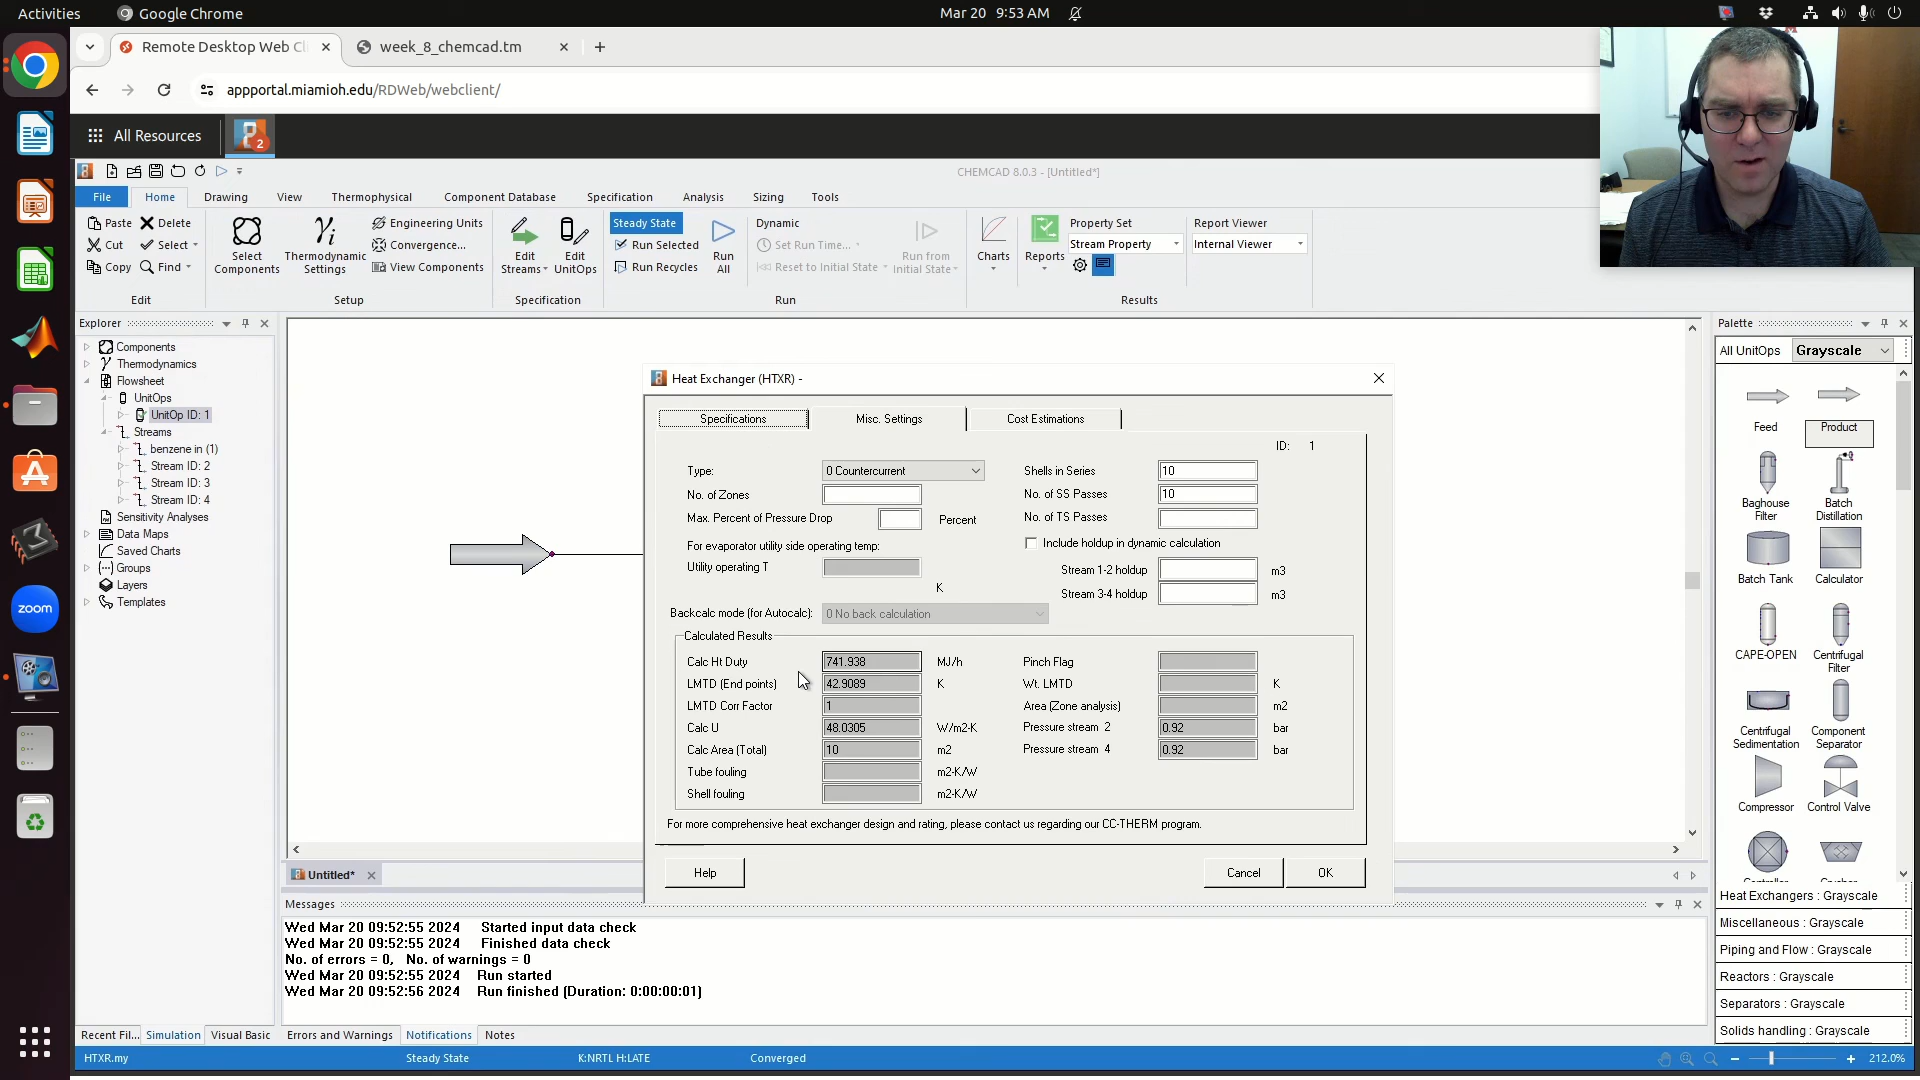 Activities
Google Chrome
Mar 20 9:53 AM
Remote Desktop Web Cl
week_8_chemcad.tm
appportal.miamioh.edu/RDWeb/webclient/
All Resources
2
CHEMCAD 8.0.3 - [Untitled*]
File
Home
Drawing
View
Thermophysical
Component Database
Specification
Analysis
Sizing
Tools
Paste
Delete
Cut
Select
Copy
Find
Edit
Select Components
Thermodynamic Settings
Engineering Units
Convergence...
View Components
Setup
Edit Streams
Edit UnitOps
Specification
Steady State
Run Selected
Run Recycles
Run All
Dynamic
Set Run Time...
Reset to Initial State
Run from Initial State
Run
Charts
Reports
Property Set
Stream Property
Report Viewer
Internal Viewer
Results
Explorer
Components
Thermodynamics
Flowsheet
UnitOps
UnitOp ID: 1
Streams
benzene in (1)
Stream ID: 2
Stream ID: 3
Stream ID: 4
Sensitivity Analyses
Data Maps
Saved Charts
Groups
Layers
Templates
zoom
Heat Exchanger (HTXR) -
Specifications
Misc. Settings
Cost Estimations
ID: 1
Type: 0 Countercurrent
Shells in Series 10
No. of Zones
No. of SS Passes 10
Max. Percent of Pressure Drop Percent
No. of TS Passes
For evaporator utility side operating temp:
Include holdup in dynamic calculation
Utility operating T
K
Stream 1-2 holdup m3
Stream 3-4 holdup m3
Backcalc mode (for Autocalc): 0 No back calculation
Calculated Results
Calc Ht Duty 741.938 MJ/h
Pinch Flag
LMTD (End points) 42.9089 K
Wt. LMTD K
LMTD Corr Factor 1
Area (Zone analysis) m2
Calc U 48.0305 W/m2-K
Pressure stream 2 0.92 bar
Calc Area (Total) 10 m2
Pressure stream 4 0.92 bar
Tube fouling m2-K/W
Shell fouling m2-K/W
For more comprehensive heat exchanger design and rating, please contact us regarding our CC-THERM program.
Help
Cancel
OK
Palette
All UnitOps
Grayscale
Feed
Product
Baghouse Filter
Batch Distillation
Batch Tank
Calculator
CAPE-OPEN
Centrifugal Filter
Centrifugal Sedimentation
Component Separator
Compressor
Control Valve
Heat Exchangers : Grayscale
Miscellaneous : Grayscale
Piping and Flow : Grayscale
Reactors : Grayscale
Separators : Grayscale
Solids handling : Grayscale
Untitled*
Messages
Wed Mar 20 09:52:55 2024 Started input data check
Wed Mar 20 09:52:55 2024 Finished data check
No. of errors = 0, No. of warnings = 0
Wed Mar 20 09:52:55 2024 Run started
Wed Mar 20 09:52:56 2024 Run finished (Duration: 0:00:00:01)
Recent Fil...
Simulation
Visual Basic
Errors and Warnings
Notifications
Notes
HTXR.my
Steady State
K:NRTL H:LATE
Converged
212.0%